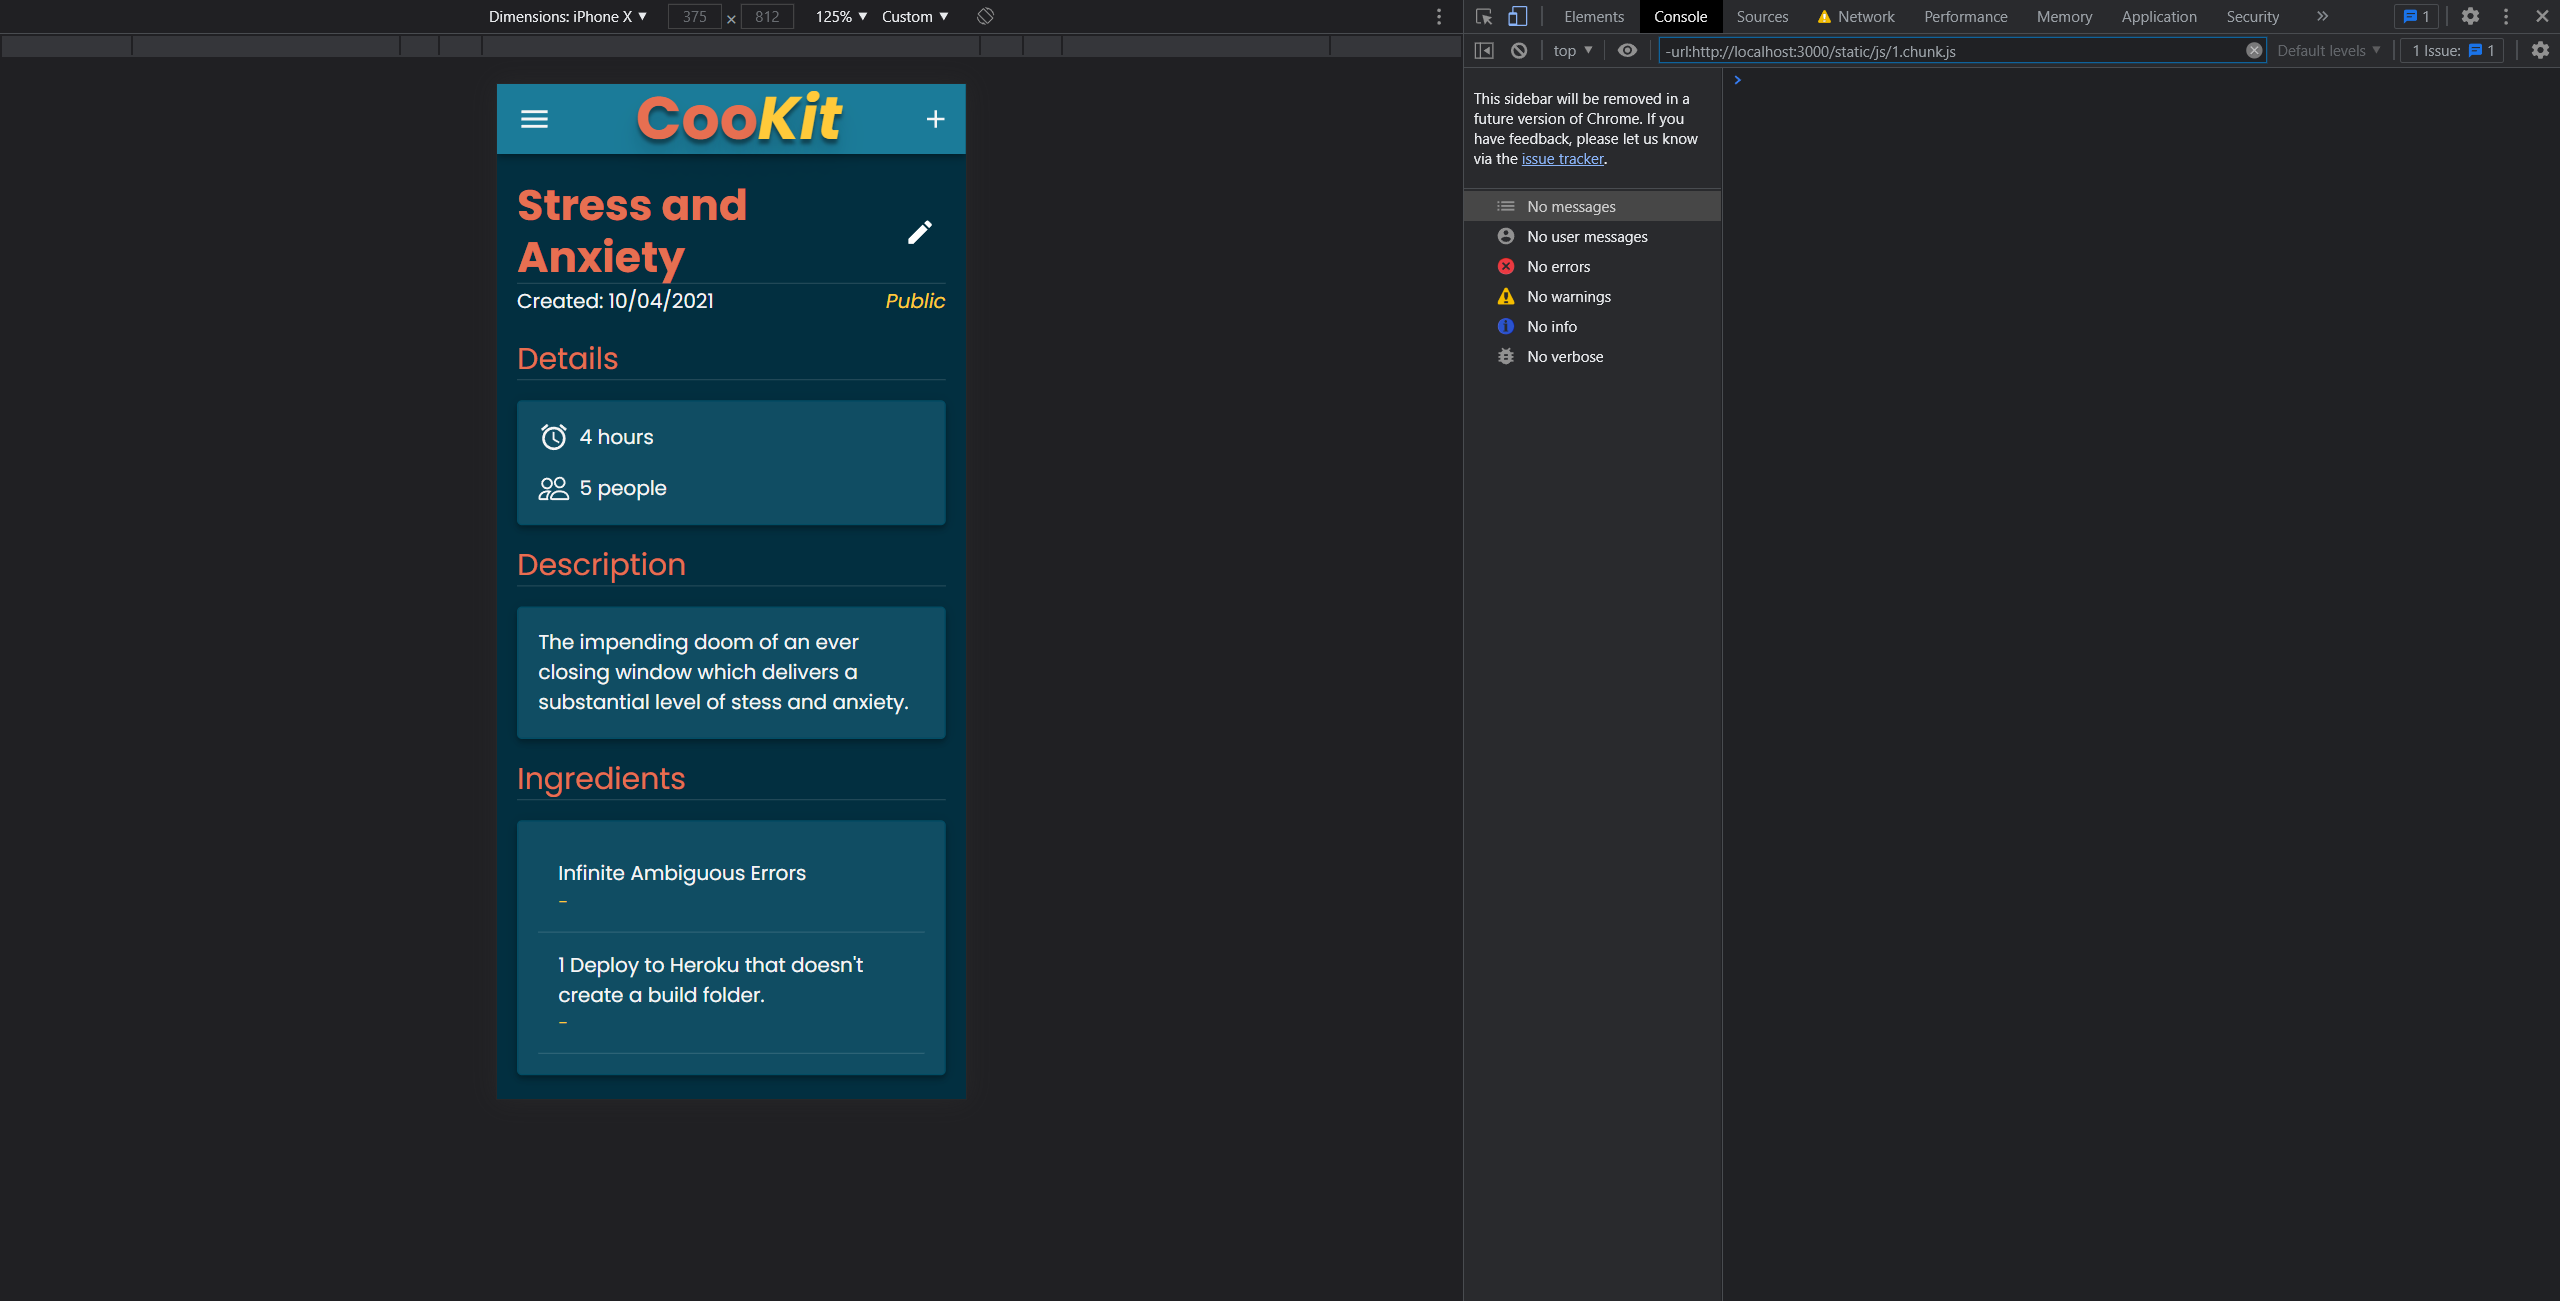 Dimensions: iPhone X ▼ 375 × 812 125% ▼ Custom ▼
Elements Console Sources Network Performance Memory Application Security » 1
top ▼ -url:http://localhost:3000/static/js/1.chunk.js Default levels ▼ 1 Issue: 1
CooKit
Stress and
Anxiety
Created: 10/04/2021 Public
Details
4 hours
5 people
Description
The impending doom of an ever
closing window which delivers a
substantial level of stess and anxiety.
Ingredients
Infinite Ambiguous Errors
-
1 Deploy to Heroku that doesn't
create a build folder.
-
This sidebar will be removed in a
future version of Chrome. If you
have feedback, please let us know
via the issue tracker.
No messages
No user messages
No errors
No warnings
No info
No verbose